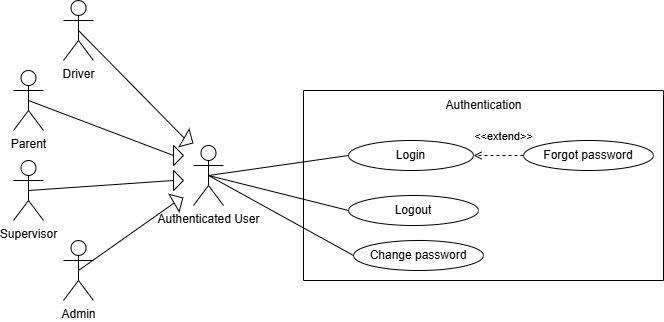 Driver
Parent
Supervisor
Admin
Authenticated User
Authentication
Login
<<extend>>
Forgot password
Logout
Change password